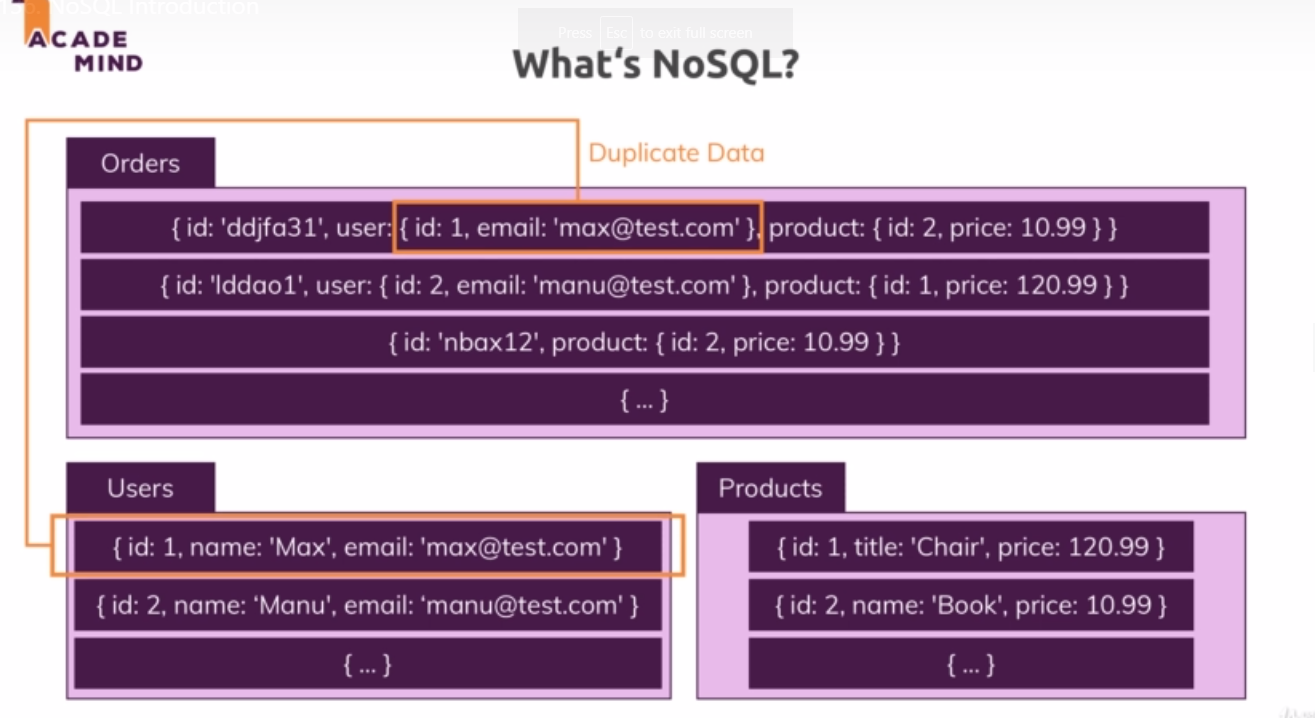 NoSQL Introduction
Press Esc to exit full screen
ACADE
MIND
What‘s NoSQL?
Duplicate Data
Orders
{ id: 'ddjfa31', user: { id: 1, email: 'max@test.com' }, product: { id: 2, price: 10.99 } }
{ id: 'lddao1', user: { id: 2, email: 'manu@test.com' }, product: { id: 1, price: 120.99 } }
{ id: 'nbax12', product: { id: 2, price: 10.99 } }
{ ... }
Users
{ id: 1, name: 'Max', email: 'max@test.com' }
{ id: 2, name: ‘Manu', email: ‘manu@test.com' }
{ ... }
Products
{ id: 1, title: 'Chair', price: 120.99 }
{ id: 2, name: 'Book', price: 10.99 }
{ ... }